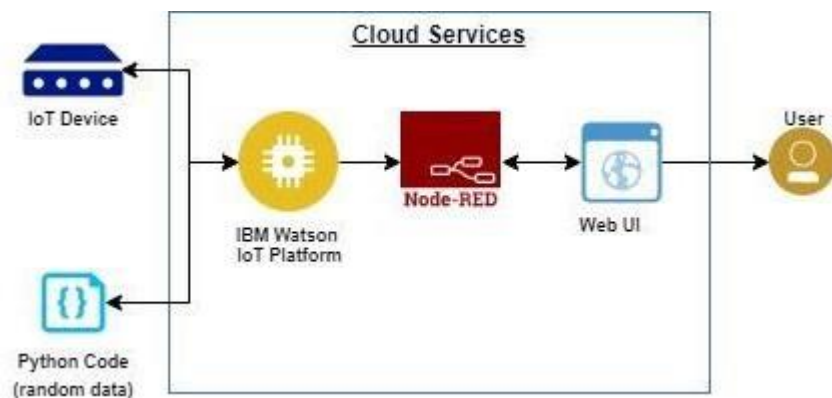 Cloud Services
IoT Device
User
Node-RED
Web UI
IBM Watson
IoT Platform
{}
Python Code
(random data)